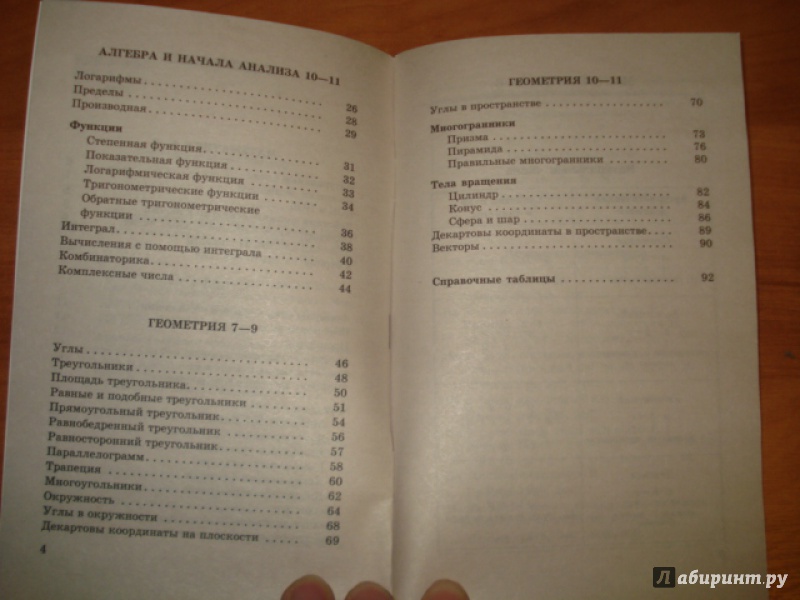 АЛГЕБРА И НАЧАЛА АНАЛИЗА 10—11
Логарифмы 26
Пределы 28
Производная 29
Функции
Степенная функция 31
Показательная функция 32
Логарифмическая функция 33
Тригонометрические функции 34
Обратные тригонометрические
функции 36
Интеграл 38
Вычисления с помощью интеграла 40
Комбинаторика 42
Комплексные числа 44
ГЕОМЕТРИЯ 7—9
Углы 46
Треугольники 48
Площадь треугольника 50
Равные и подобные треугольники 51
Прямоугольный треугольник 54
Равнобедренный треугольник 56
Равносторонний треугольник 57
Параллелограмм 58
Трапеция 60
Многоугольники 62
Окружность 64
Углы в окружности 68
Декартовы координаты на плоскости 69
4
ГЕОМЕТРИЯ 10—11
Углы в пространстве 70
Многогранники
Призма 73
Пирамида 76
Правильные многогранники 80
Тела вращения
Цилиндр 82
Конус 84
Сфера и шар 86
Декартовы координаты в пространстве 89
Векторы 90
Справочные таблицы 92
Лабиринт.ру